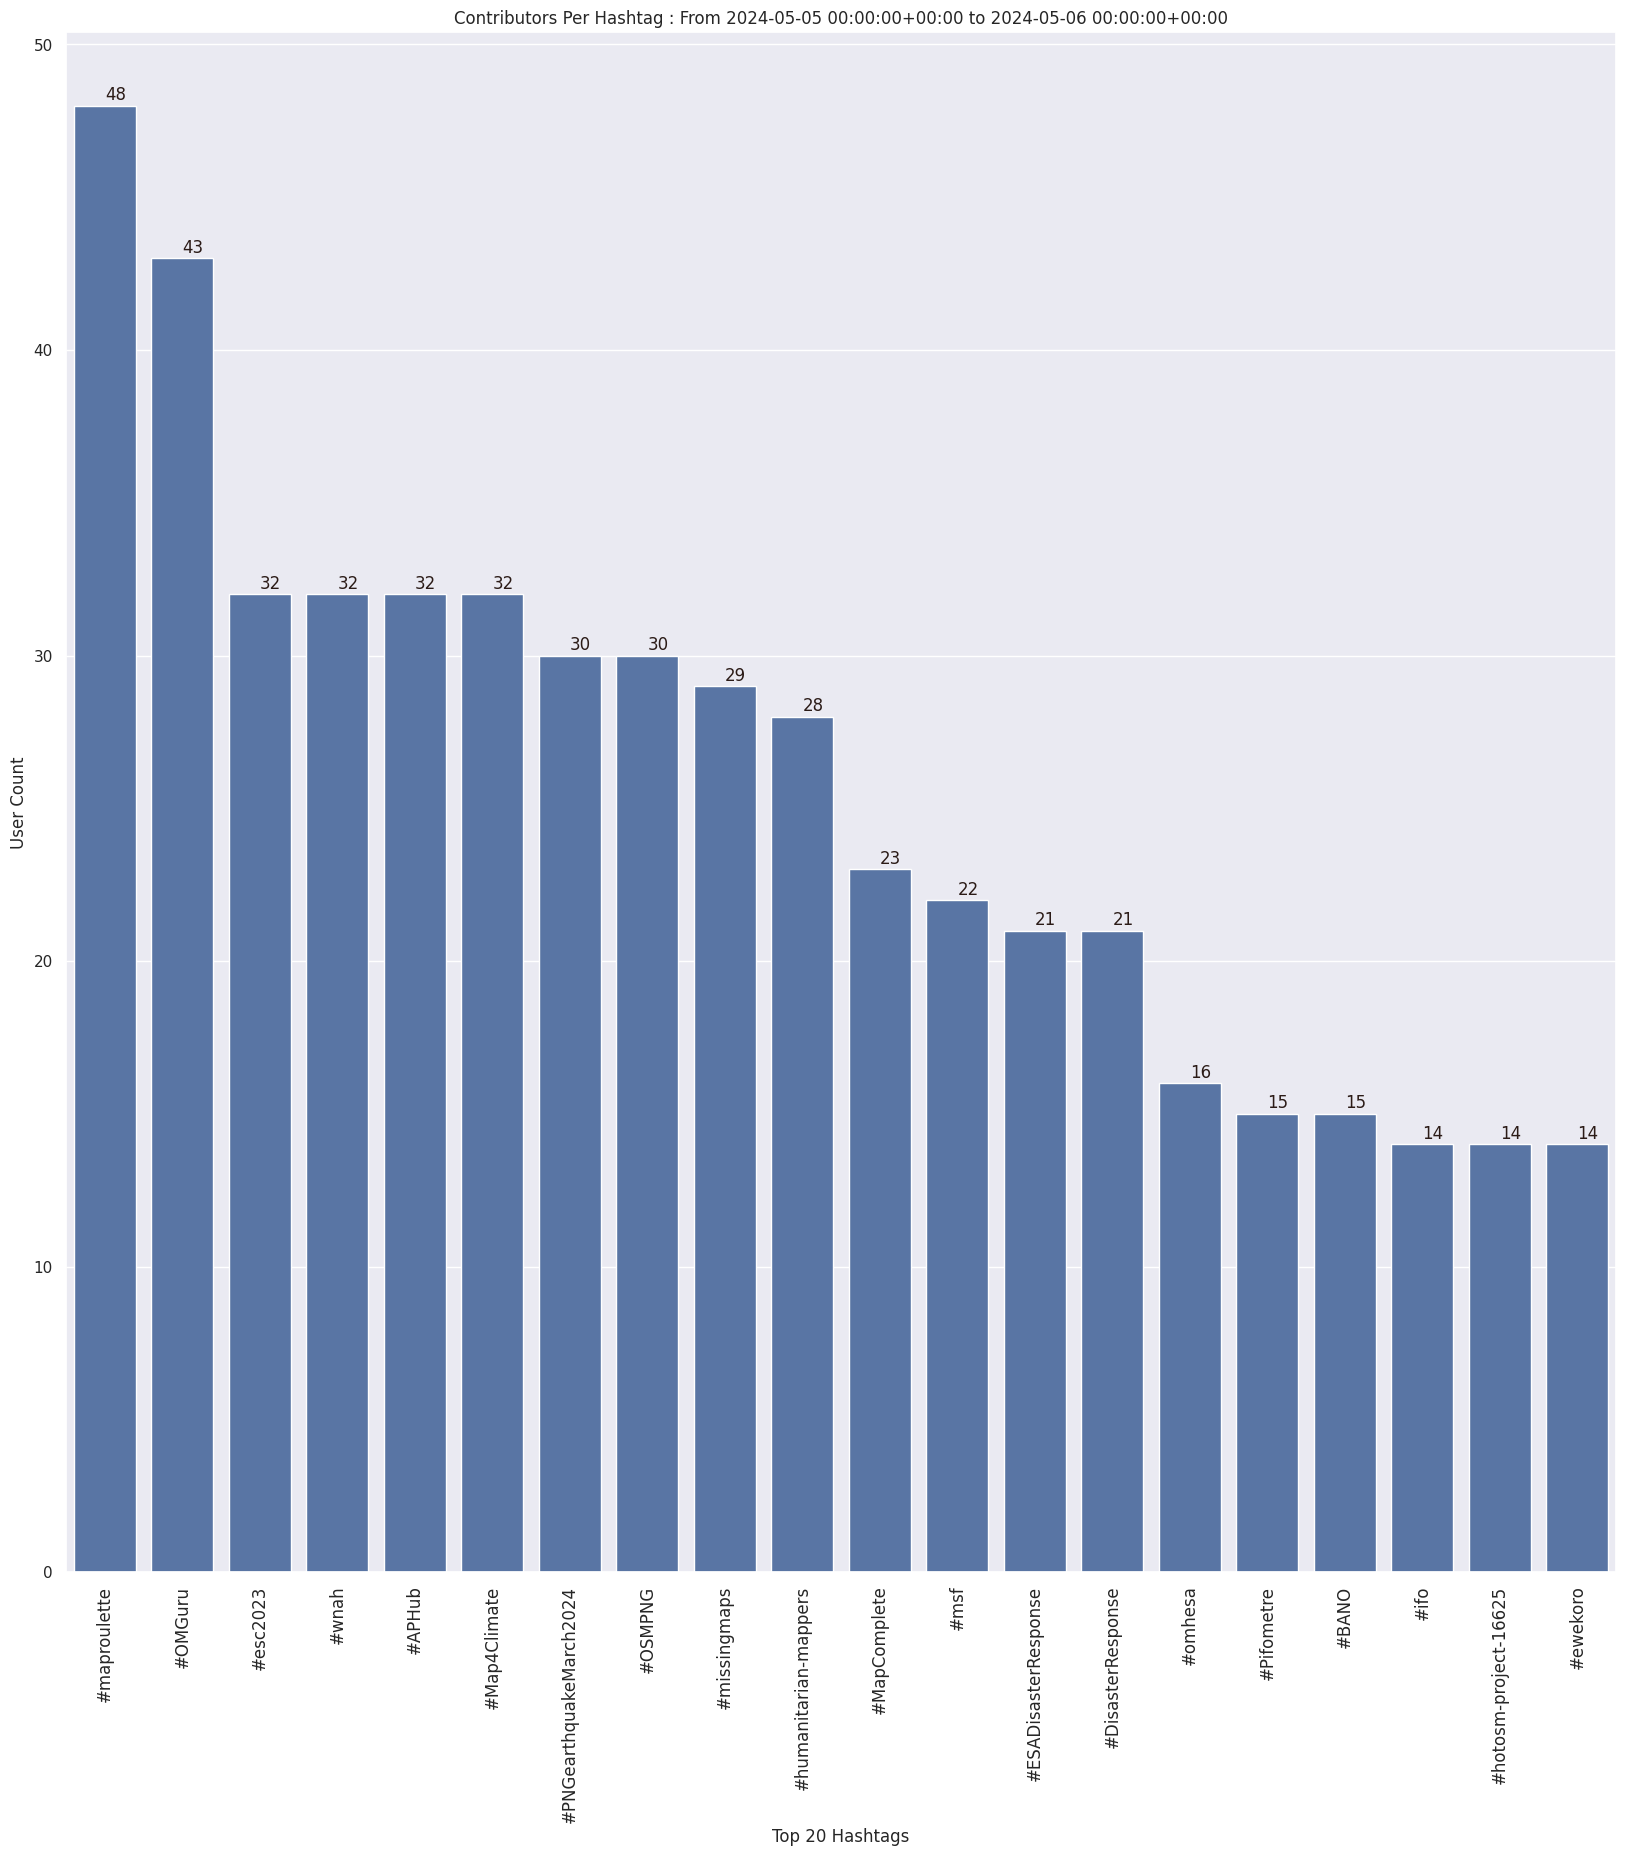 Contributors Per Hashtag : From 2024-05-05 00:00:00+00:00 to 2024-05-06 00:00:00+00:00
User Count
50
40
30
20
10
0
48
43
32
32
32
32
30
30
29
28
23
22
21
21
16
15
15
14
14
14
#maproulette
#OMGuru
#esc2023
#wnah
#APHub
#Map4Climate
#PNGearthquakeMarch2024
#OSMPNG
#missingmaps
#humanitarian-mappers
#MapComplete
#msf
#ESADisasterResponse
#DisasterResponse
#omhesa
#Pifometre
#BANO
#ifo
#hotosm-project-16625
#ewekoro
Top 20 Hashtags